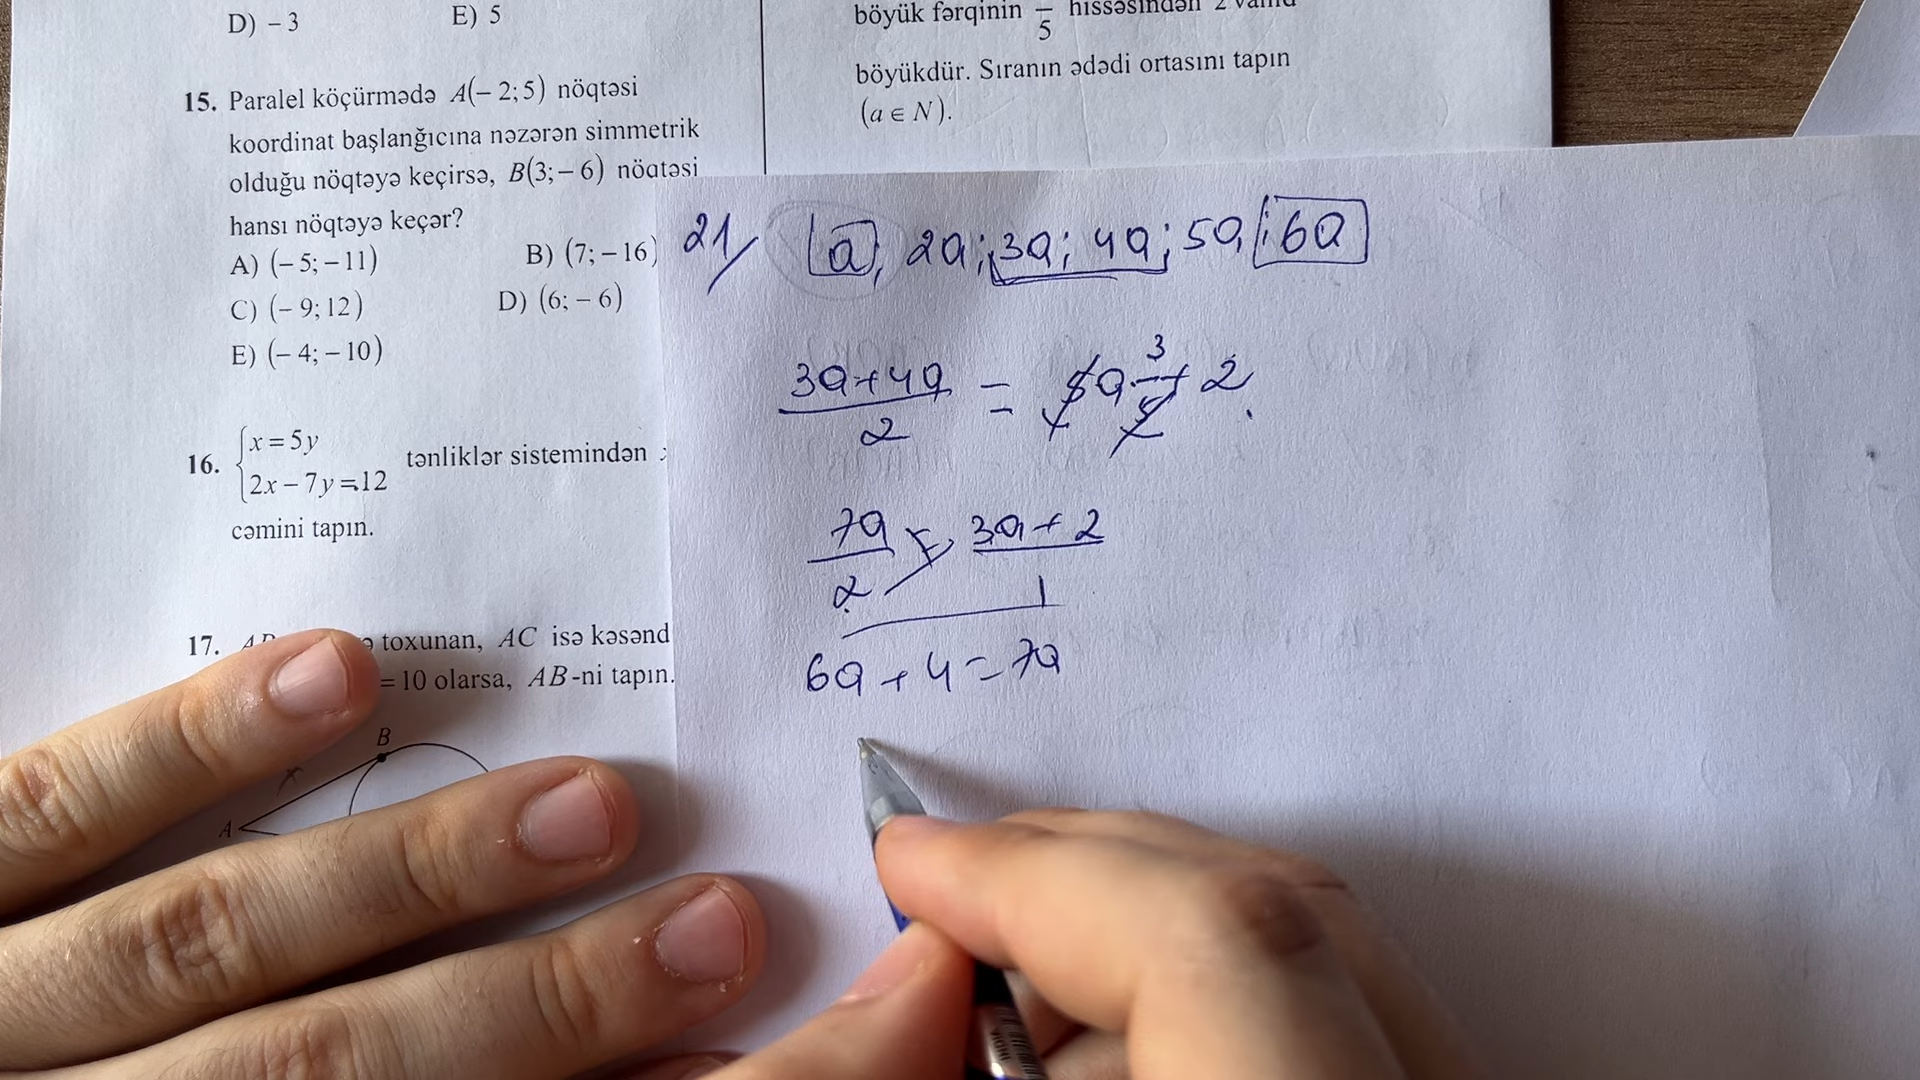 D) – 3
E) 5
15. Paralel köçürmədə A(– 2; 5) nöqtəsi
koordinat başlanğıcına nəzərən simmetrik
olduğu nöqtəyə keçirsə, B(3; – 6) nöqtəsi
hansı nöqtəyə keçər?
A) (– 5; – 11)
B) (7; – 16)
C) (– 9; 12)
D) (6; – 6)
E) (– 4; – 10)
16. { x = 5y
2x – 7y = 12
tənliklər sistemindən
cəmini tapın.
17.
toxunan, AC isə kəsənd
= 10 olarsa, AB-ni tapın.
B
x
A
böyük fərqinin –/5 hissəsindən 2 vahid
böyükdür. Sıranın ədədi ortasını tapın
(a ∈ N).
21/ a, 2a; 3a; 4a; 5a; 6a
(3a+4a)/2 = 5a 3/5 + 2
7a/2 = (3a+2)/1
6a + 4 = 7a